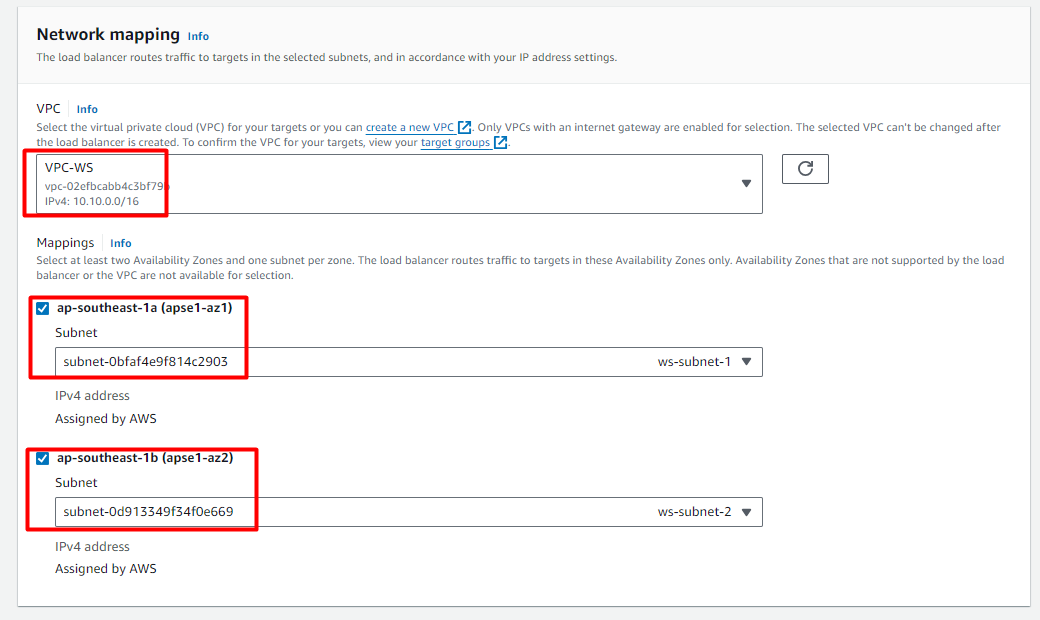 Network mapping Info
The load balancer routes traffic to targets in the selected subnets, and in accordance with your IP address settings.
VPC Info
Select the virtual private cloud (VPC) for your targets or you can create a new VPC. Only VPCs with an internet gateway are enabled for selection. The selected VPC can't be changed after
the load balancer is created. To confirm the VPC for your targets, view your target groups.
VPC-WS
vpc-02efbcabb4c3bf79b
IPv4: 10.10.0.0/16
Mappings Info
Select at least two Availability Zones and one subnet per zone. The load balancer routes traffic to targets in these Availability Zones only. Availability Zones that are not supported by the load
balancer or the VPC are not available for selection.
ap-southeast-1a (apse1-az1)
Subnet
subnet-0bfaf4e9f814c2903 ws-subnet-1
IPv4 address
Assigned by AWS
ap-southeast-1b (apse1-az2)
Subnet
subnet-0d913349f34f0e669 ws-subnet-2
IPv4 address
Assigned by AWS